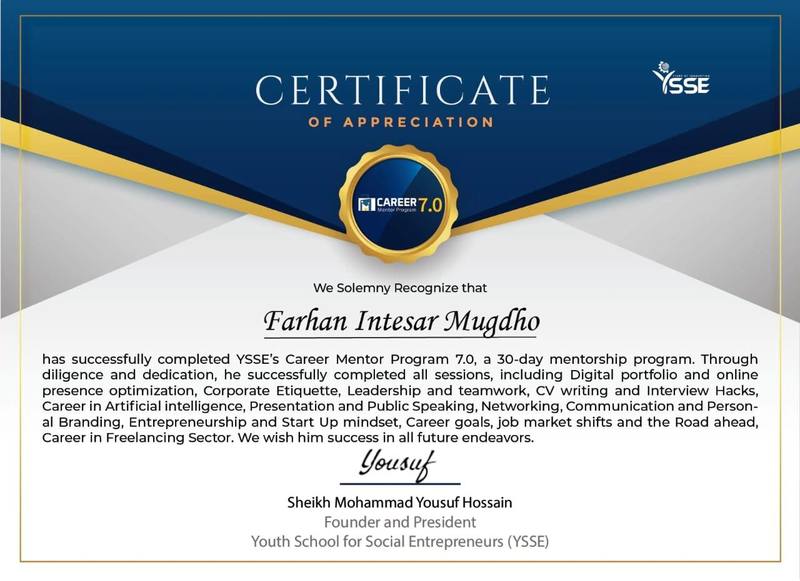 CERTIFICATE
OF APPRECIATION
YSSE
CAREER 7.0
Mentor Program
We Solemny Recognize that
Farhan Intesar Mugdho
has successfully completed YSSE's Career Mentor Program 7.0, a 30-day mentorship program. Through
diligence and dedication, he successfully completed all sessions, including Digital portfolio and online
presence optimization, Corporate Etiquette, Leadership and teamwork, CV writing and Interview Hacks,
Career in Artificial intelligence, Presentation and Public Speaking, Networking, Communication and Person-
al Branding, Entrepreneurship and Start Up mindset, Career goals, job market shifts and the Road ahead,
Career in Freelancing Sector. We wish him success in all future endeavors.
Yousuf
Sheikh Mohammad Yousuf Hossain
Founder and President
Youth School for Social Entrepreneurs (YSSE)